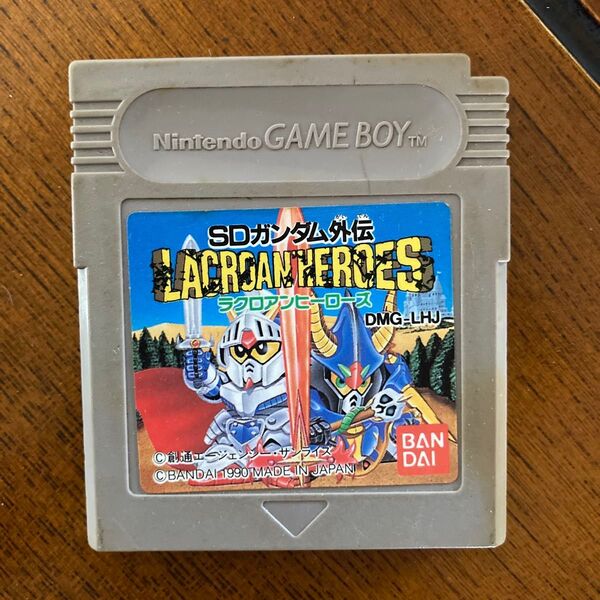 Nintendo GAME BOY TM
SDガンダム外伝
LACROAN HEROES
ラクロアンヒーローズ
DMG-LHJ
©創通エージェンシー・サンライズ
©BANDAI 1990 MADE IN JAPAN
BAN
DAI